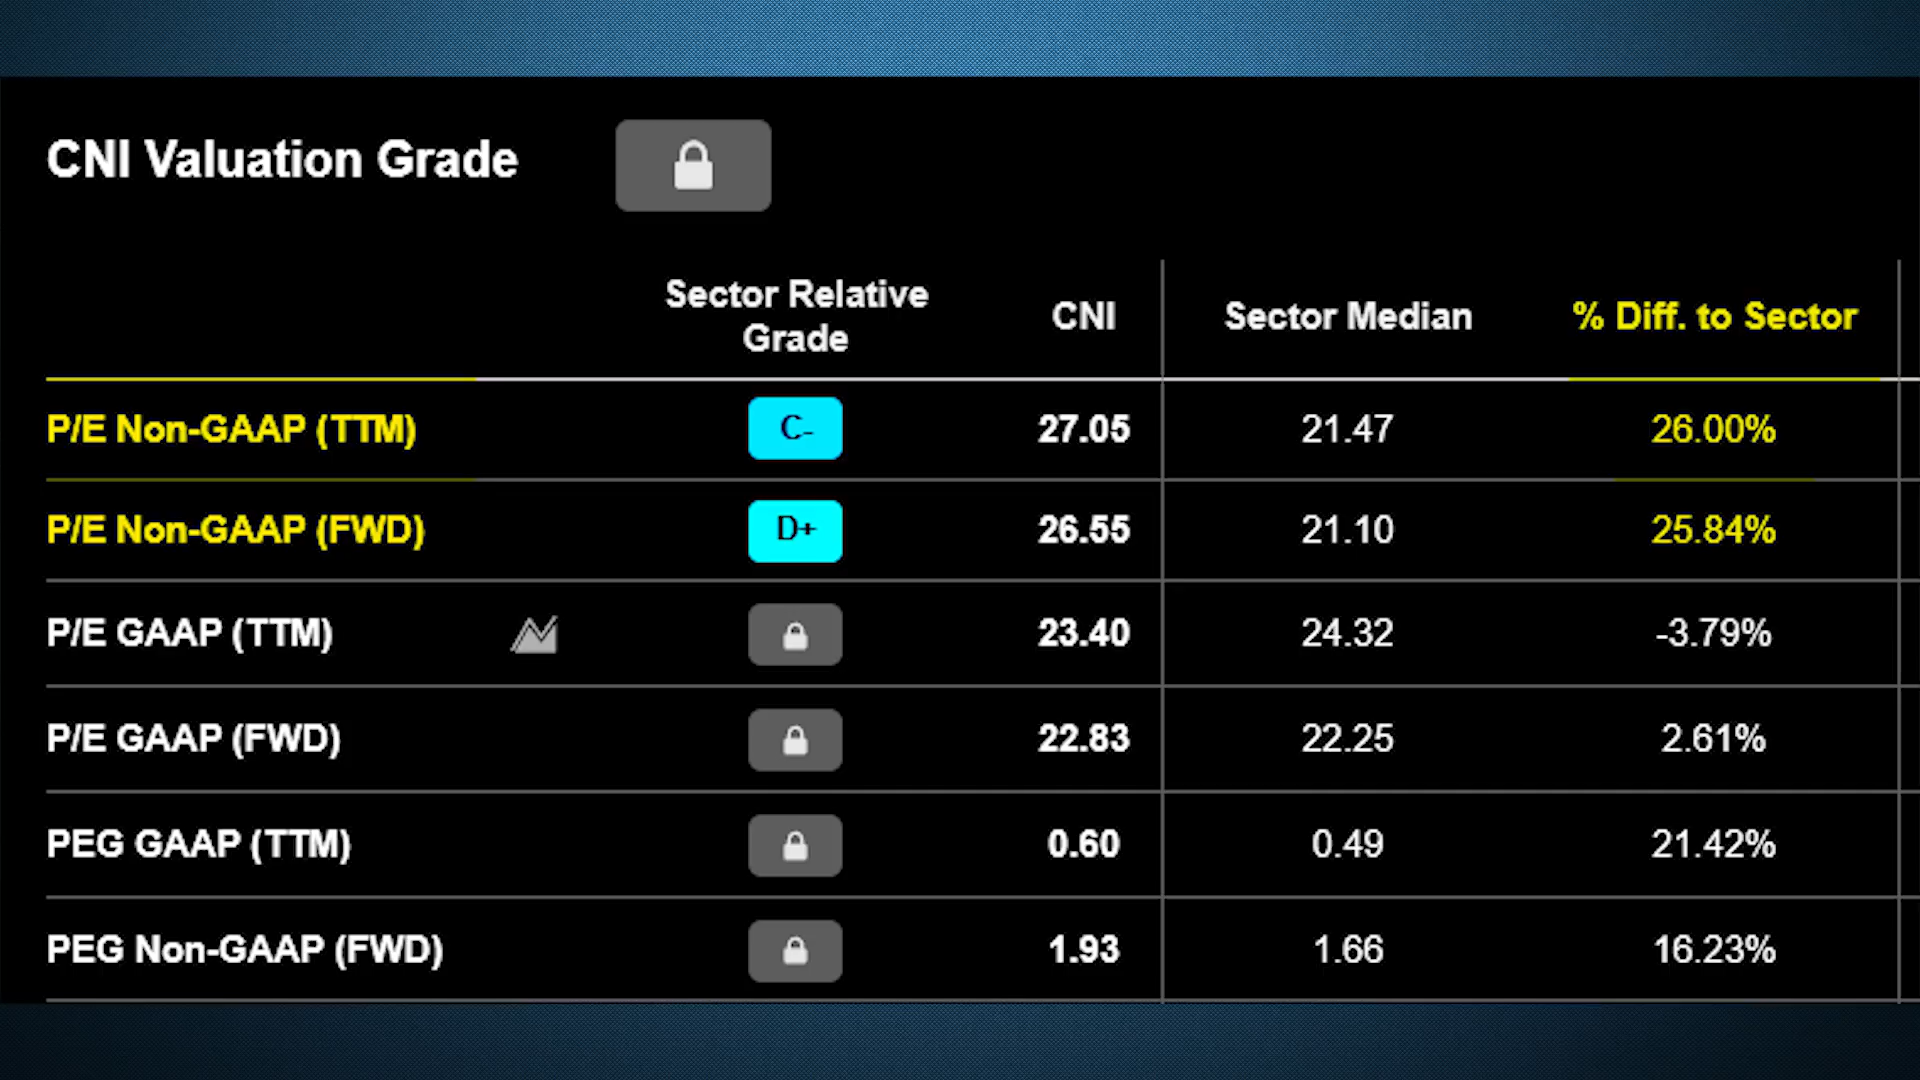 CNI Valuation Grade
Sector Relative
Grade
CNI
Sector Median
% Diff. to Sector
P/E Non-GAAP (TTM) C- 27.05 21.47 26.00%
P/E Non-GAAP (FWD) D+ 26.55 21.10 25.84%
P/E GAAP (TTM) 23.40 24.32 -3.79%
P/E GAAP (FWD) 22.83 22.25 2.61%
PEG GAAP (TTM) 0.60 0.49 21.42%
PEG Non-GAAP (FWD) 1.93 1.66 16.23%